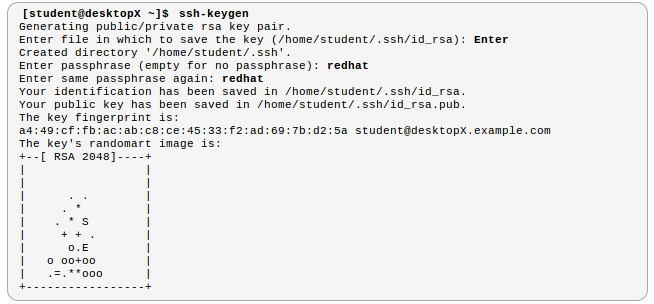 [student@desktopX ~]$ ssh-keygen
Generating public/private rsa key pair.
Enter file in which to save the key (/home/student/.ssh/id_rsa): Enter
Created directory '/home/student/.ssh'.
Enter passphrase (empty for no passphrase): redhat
Enter same passphrase again: redhat
Your identification has been saved in /home/student/.ssh/id_rsa.
Your public key has been saved in /home/student/.ssh/id_rsa.pub.
The key fingerprint is:
a4:49:cf:fb:ac:ab:c8:ce:45:33:f2:ad:69:7b:d2:5a student@desktopX.example.com
The key's randomart image is:
+--[ RSA 2048]----+
|                 |
|                 |
|      . .        |
|     . *         |
|    . * S        |
|     + + .       |
|      o.E        |
|   o oo+oo       |
|   .=.**ooo      |
+-----------------+